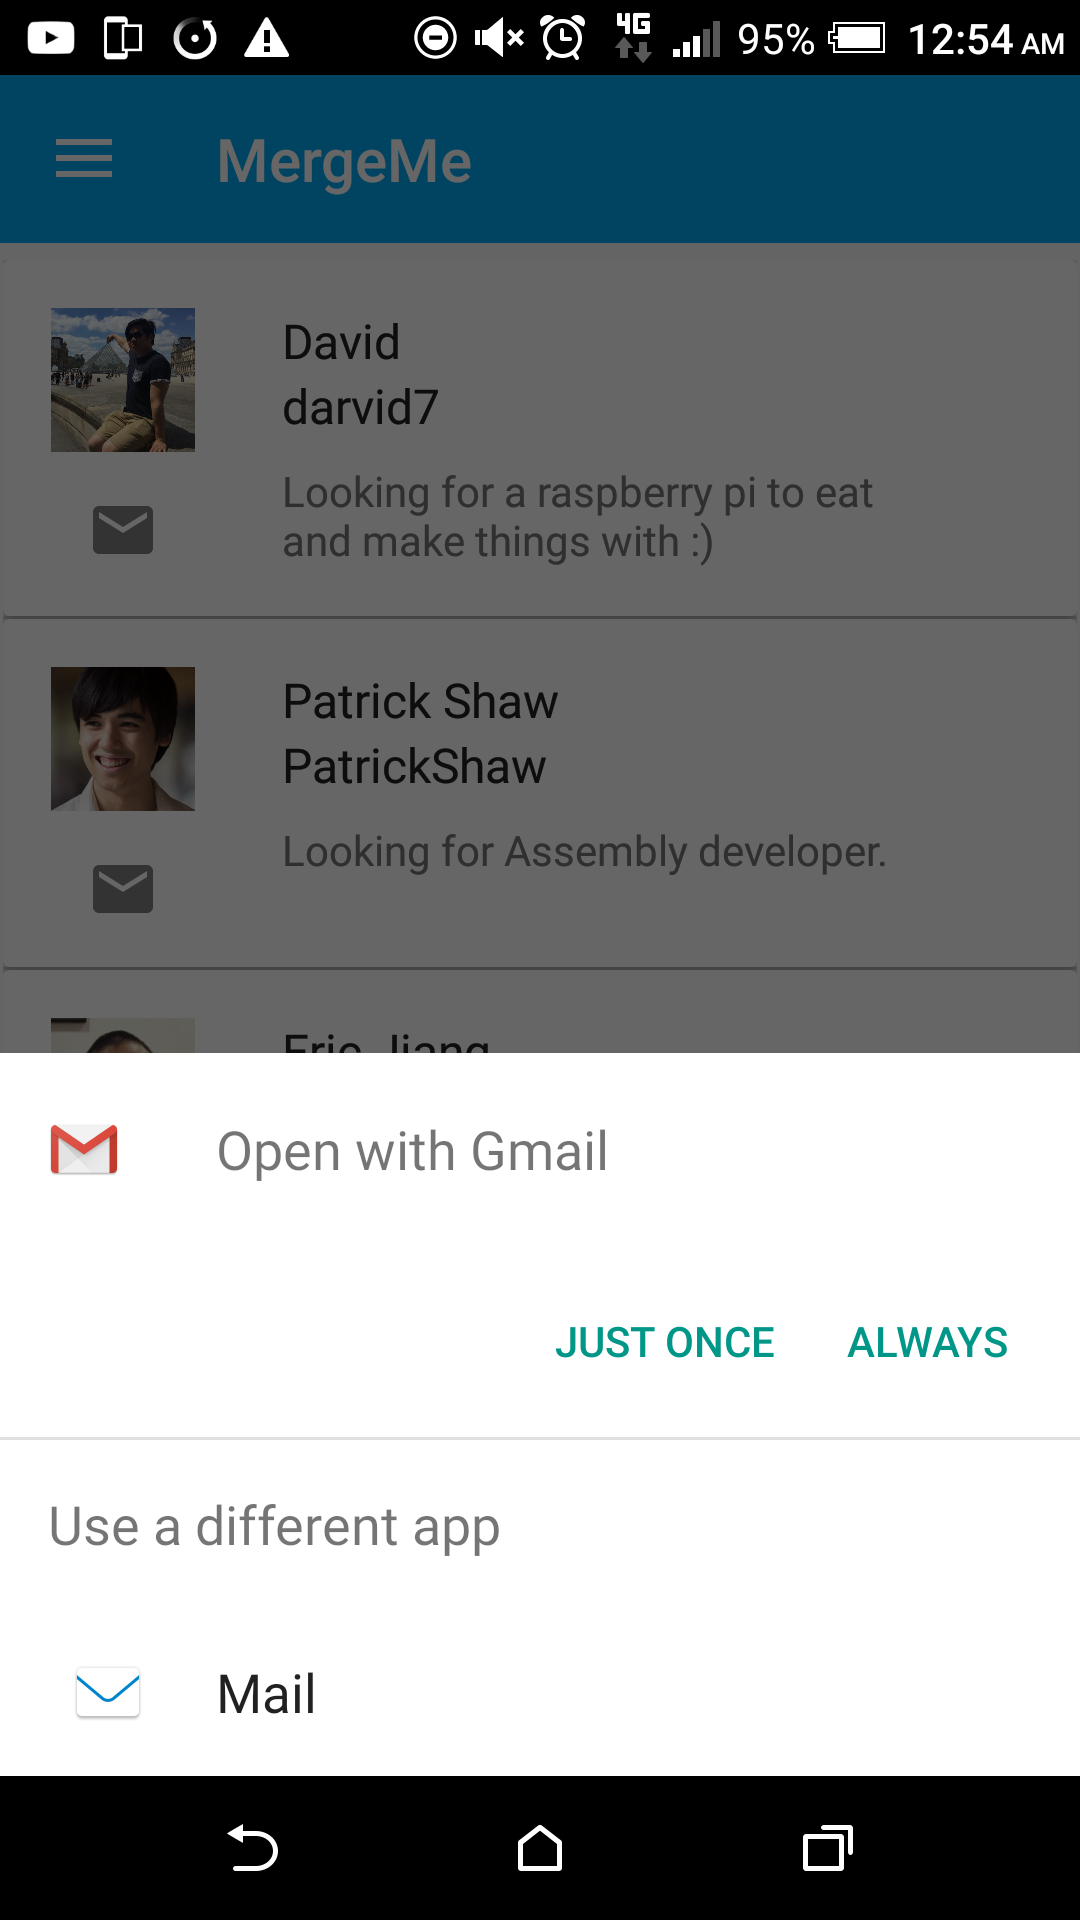 4G 95% 12:54 AM
MergeMe
David
darvid7
Looking for a raspberry pi to eat
and make things with :)
Patrick Shaw
PatrickShaw
Looking for Assembly developer.
Eric Jiang
Open with Gmail
JUST ONCE ALWAYS
Use a different app
Mail